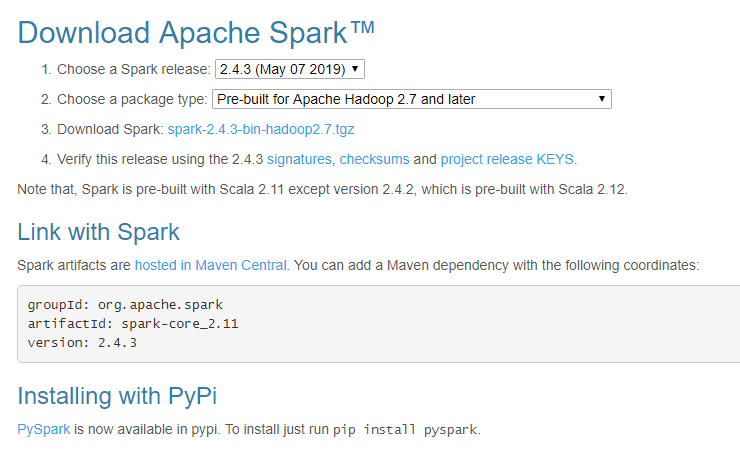 Download Apache Spark™
1. Choose a Spark release: 2.4.3 (May 07 2019)
2. Choose a package type: Pre-built for Apache Hadoop 2.7 and later
3. Download Spark: spark-2.4.3-bin-hadoop2.7.tgz
4. Verify this release using the 2.4.3 signatures, checksums and project release KEYS.
Note that, Spark is pre-built with Scala 2.11 except version 2.4.2, which is pre-built with Scala 2.12.
Link with Spark
Spark artifacts are hosted in Maven Central. You can add a Maven dependency with the following coordinates:
groupId: org.apache.spark
artifactId: spark-core_2.11
version: 2.4.3
Installing with PyPi
PySpark is now available in pypi. To install just run pip install pyspark.